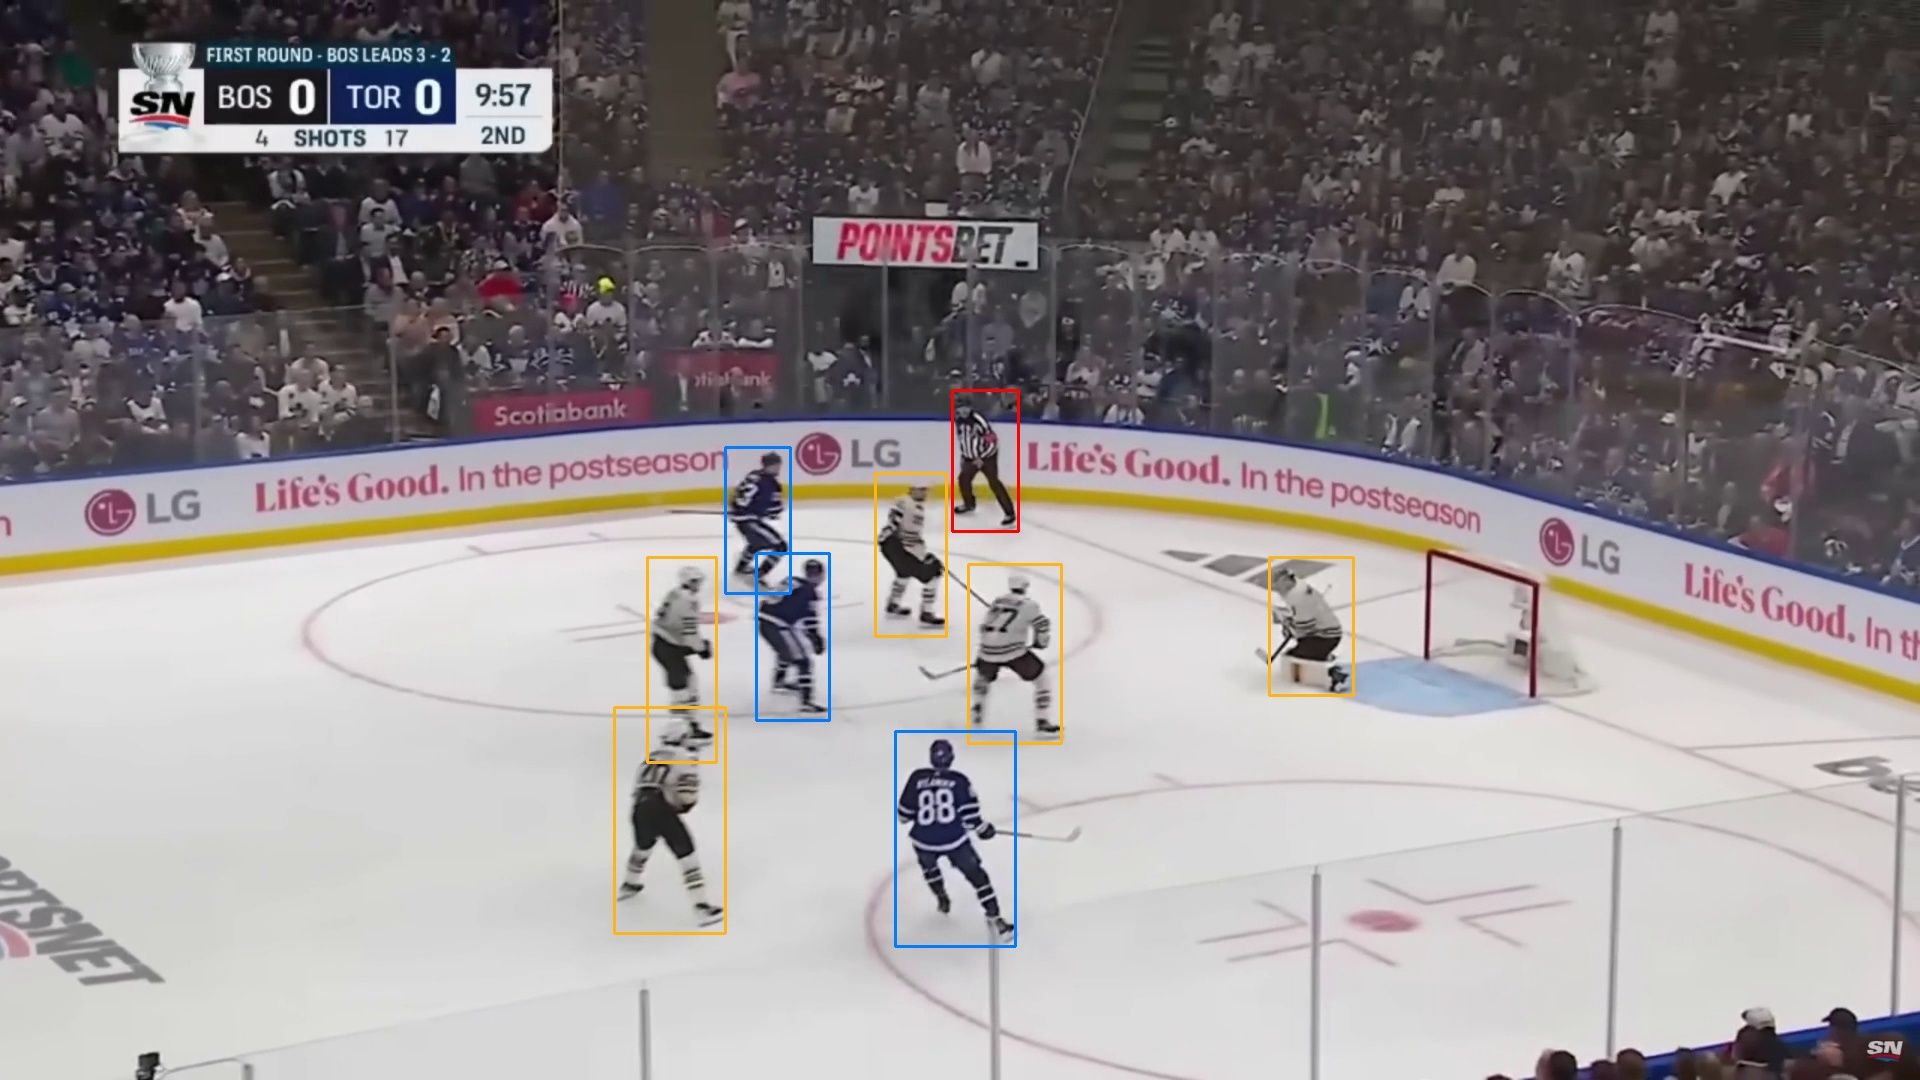 FIRST ROUND - BOS LEADS 3 - 2
SN BOS 0 TOR 0 9:57
4 SHOTS 17 2ND
POINTSBET
Scotiabank
Scotiabank
LG Life's Good. In the postseason LG Life's Good. In the postseason LG Life's Good. In th
n
27
88
SN